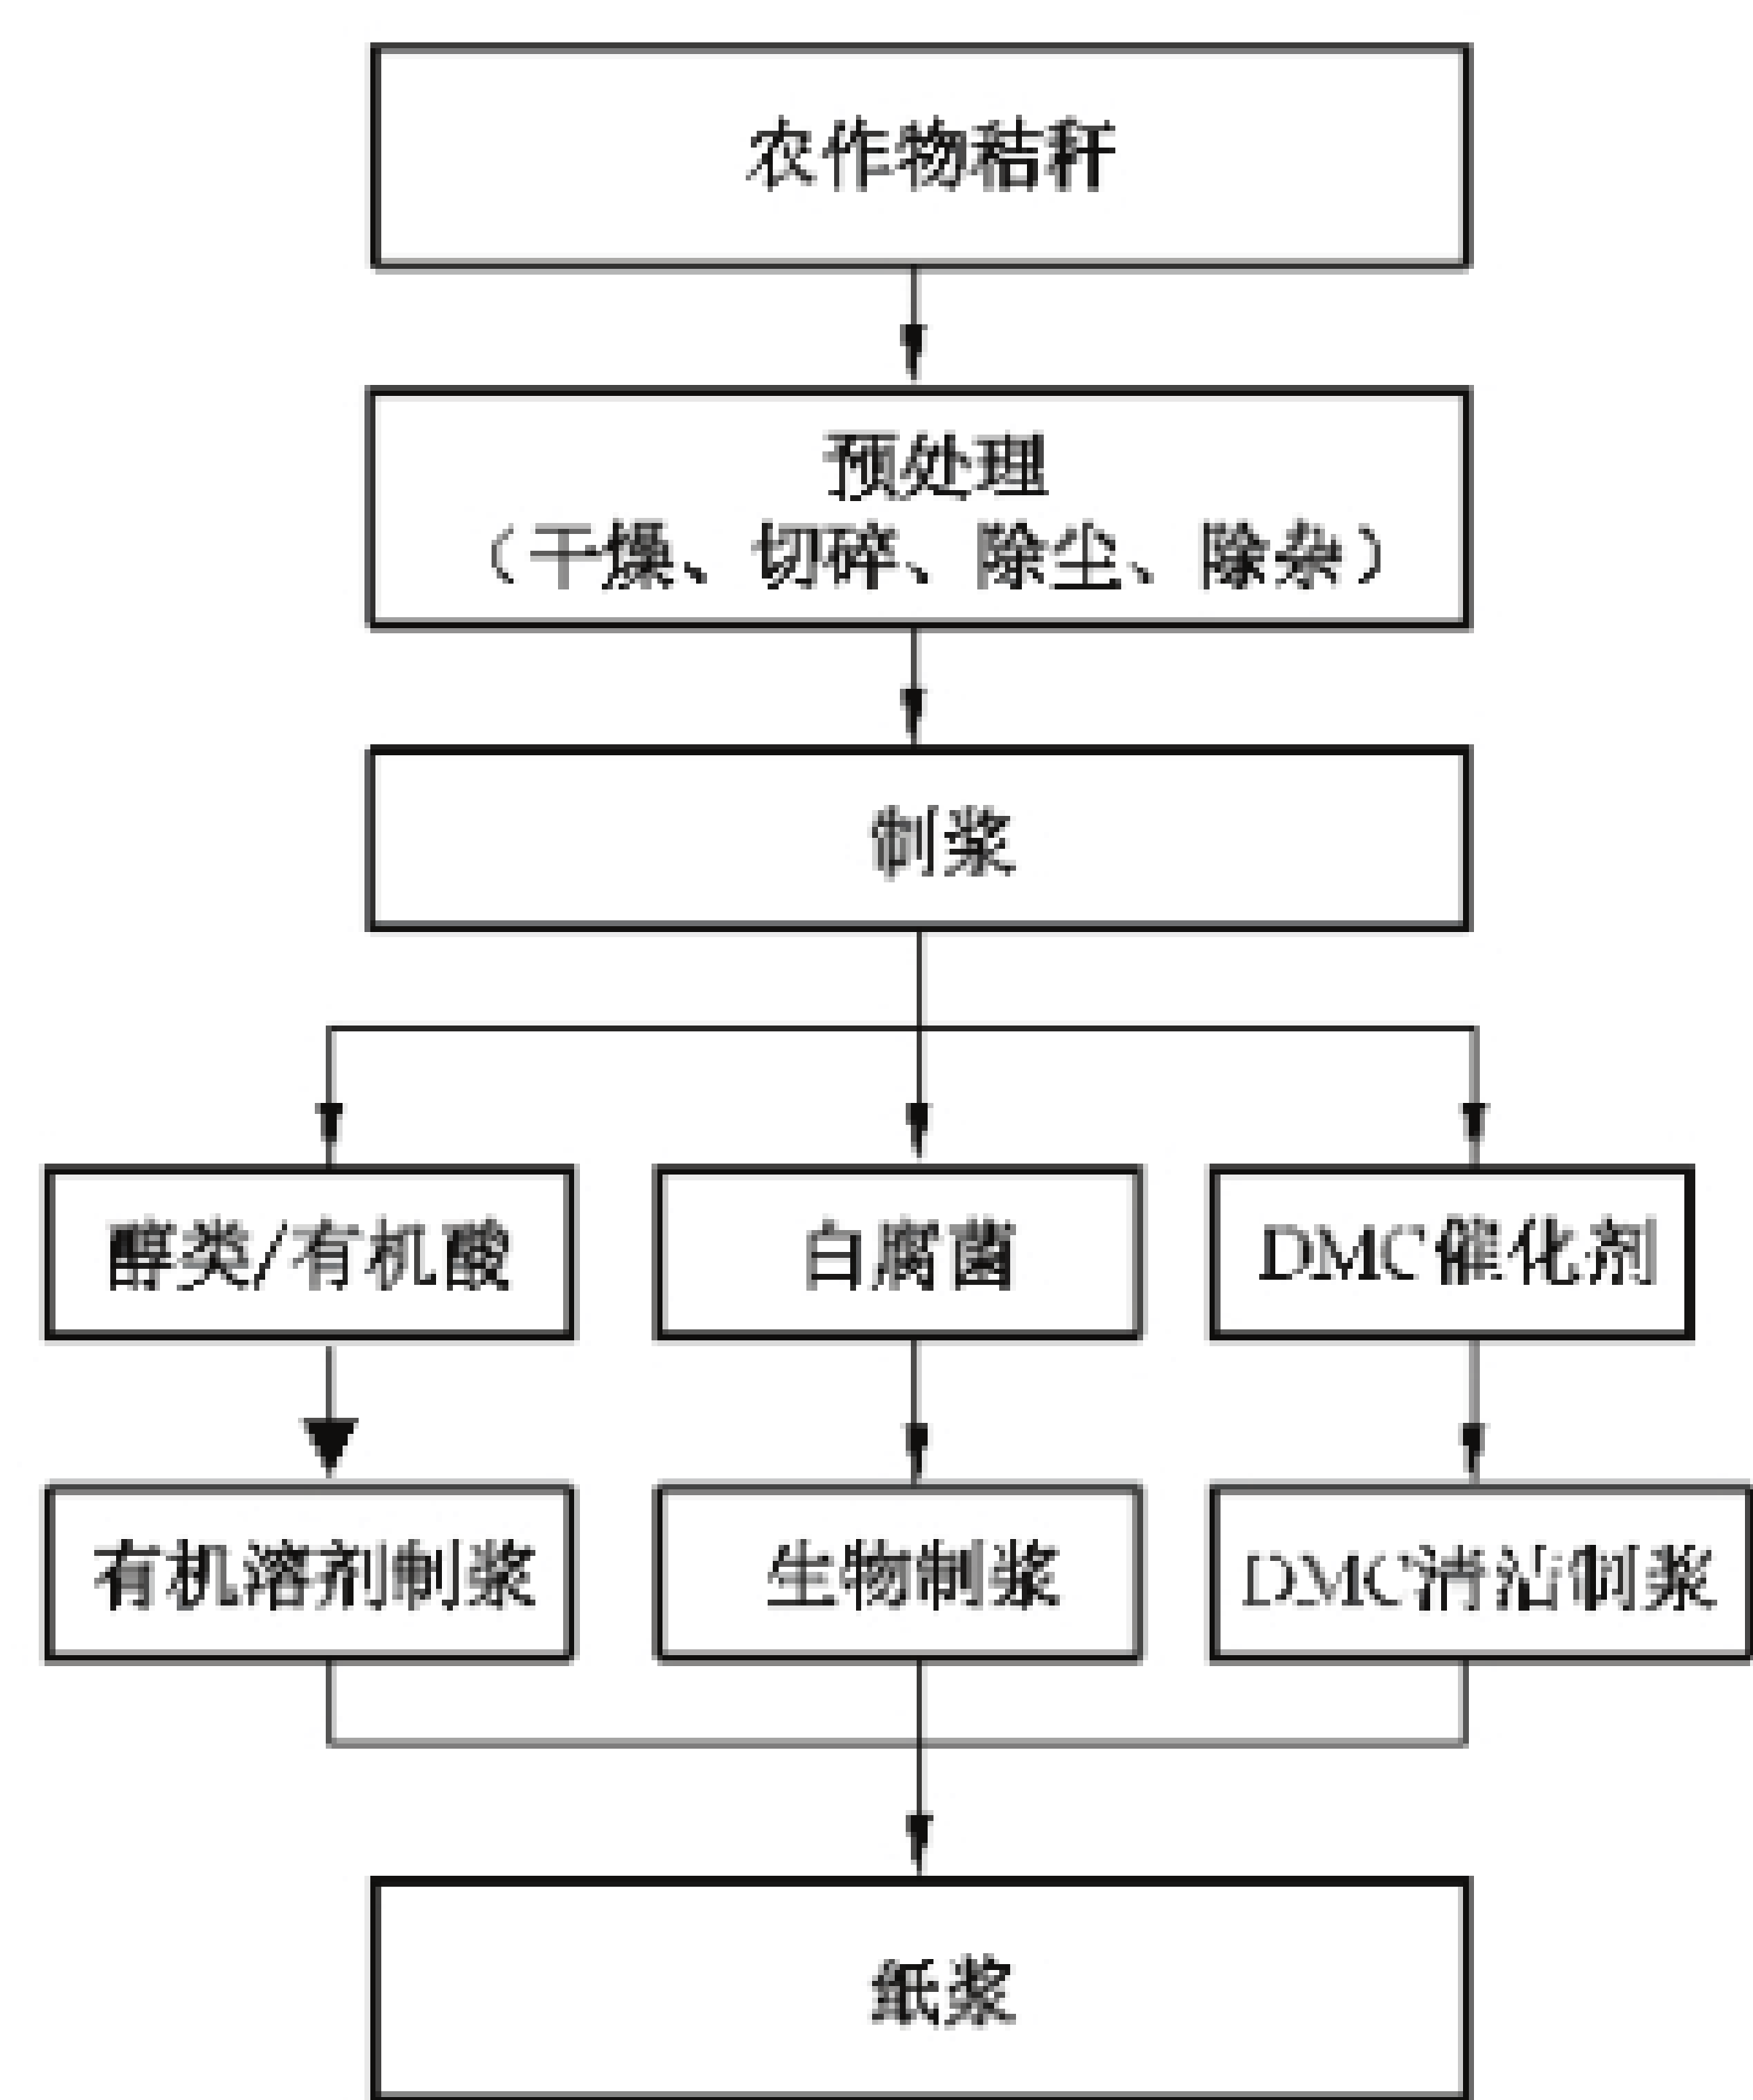 农作物秸秆
预处理
（干燥、切碎、除尘、除杂）
制浆
醇类/有机酸
白腐菌
DMC催化剂
有机溶剂制浆
生物制浆
DMC清洁制浆
纸浆